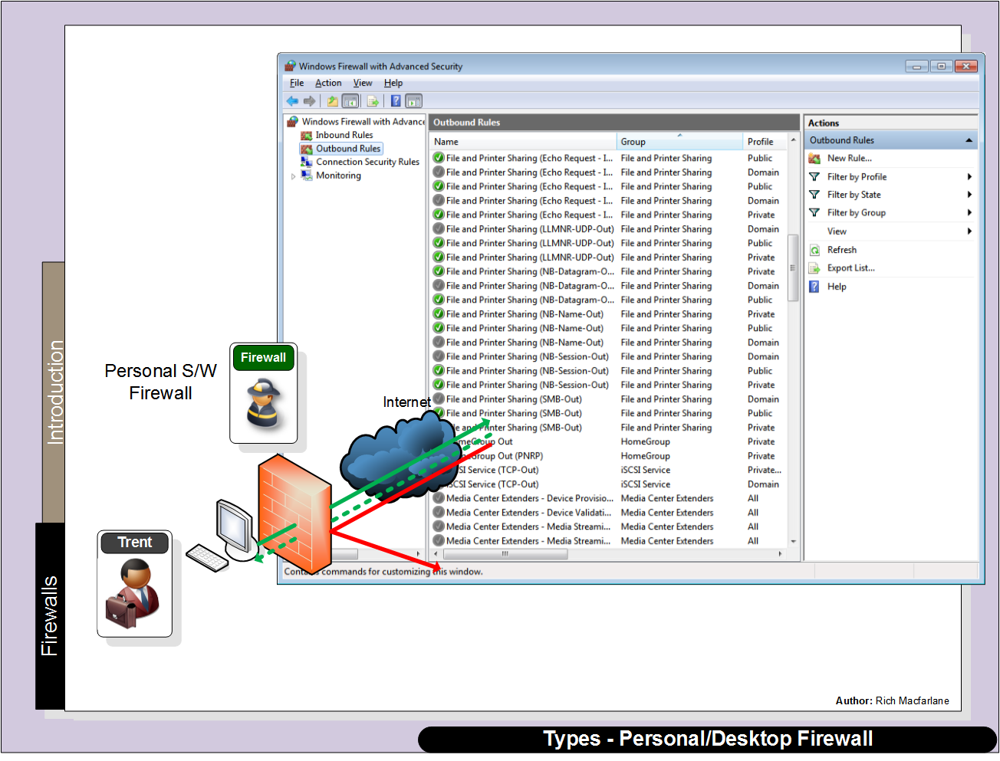 Windows Firewall with Advanced Security
File Action View Help
Windows Firewall with Advance
Inbound Rules
Outbound Rules
Connection Security Rules
Monitoring
Outbound Rules
Name Group Profile
File and Printer Sharing (Echo Request - I... File and Printer Sharing Public
File and Printer Sharing (Echo Request - I... File and Printer Sharing Domain
File and Printer Sharing (Echo Request - I... File and Printer Sharing Public
File and Printer Sharing (Echo Request - I... File and Printer Sharing Domain
File and Printer Sharing (Echo Request - I... File and Printer Sharing Private
File and Printer Sharing (LLMNR-UDP-Out) File and Printer Sharing Domain
File and Printer Sharing (LLMNR-UDP-Out) File and Printer Sharing Public
File and Printer Sharing (LLMNR-UDP-Out) File and Printer Sharing Private
File and Printer Sharing (NB-Datagram-O... File and Printer Sharing Private
File and Printer Sharing (NB-Datagram-O... File and Printer Sharing Domain
File and Printer Sharing (NB-Datagram-O... File and Printer Sharing Public
File and Printer Sharing (NB-Name-Out) File and Printer Sharing Private
File and Printer Sharing (NB-Name-Out) File and Printer Sharing Public
File and Printer Sharing (NB-Name-Out) File and Printer Sharing Domain
File and Printer Sharing (NB-Session-Out) File and Printer Sharing Domain
File and Printer Sharing (NB-Session-Out) File and Printer Sharing Public
File and Printer Sharing (NB-Session-Out) File and Printer Sharing Private
File and Printer Sharing (SMB-Out) File and Printer Sharing Domain
File and Printer Sharing (SMB-Out) File and Printer Sharing Public
and Printer Sharing (SMB-Out) File and Printer Sharing Private
Out HomeGroup Private
Out (PNRP) HomeGroup Private
Service (TCP-Out) iSCSI Service Private...
Service (TCP-Out) iSCSI Service Domain
Media Center Extenders - Device Provisio... Media Center Extenders All
Media Center Extenders - Device Validati... Media Center Extenders All
Media Center Extenders - Media Streami... Media Center Extenders All
Media Center Extenders - Media Streami... Media Center Extenders All
Actions
Outbound Rules
New Rule...
Filter by Profile
Filter by State
Filter by Group
View
Refresh
Export List...
Help
commands for customizing this window.
Introduction
Firewalls
Personal S/W
Firewall
Firewall
Internet
Trent
Author: Rich Macfarlane
Types - Personal/Desktop Firewall